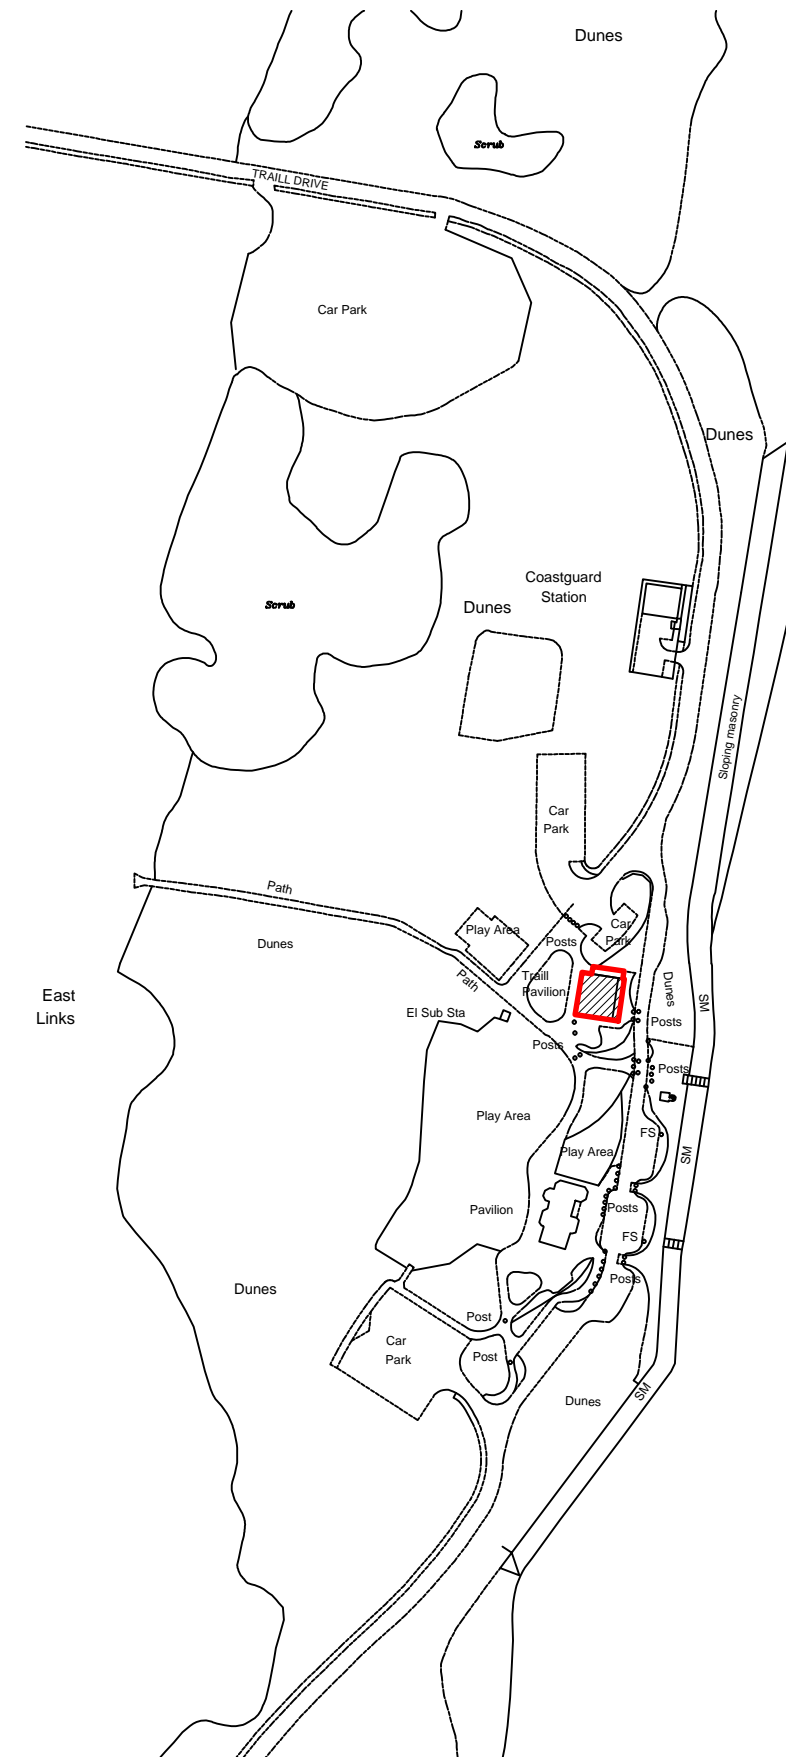 Dunes
Scrub
TRAILL DRIVE
Car Park
Dunes
Coastguard
Station
Scrub
Dunes
Sloping masonry
Car
Park
Path
Play Area
Car
Park
Posts
Dunes
Path
Traill
Pavilion
Dunes
East
Links
SM
El Sub Sta
Posts
Posts
Posts
Play Area
FS
Play Area
SM
Pavilion
Posts
FS
Posts
Dunes
Post
Car
Park
Post
SM
Dunes